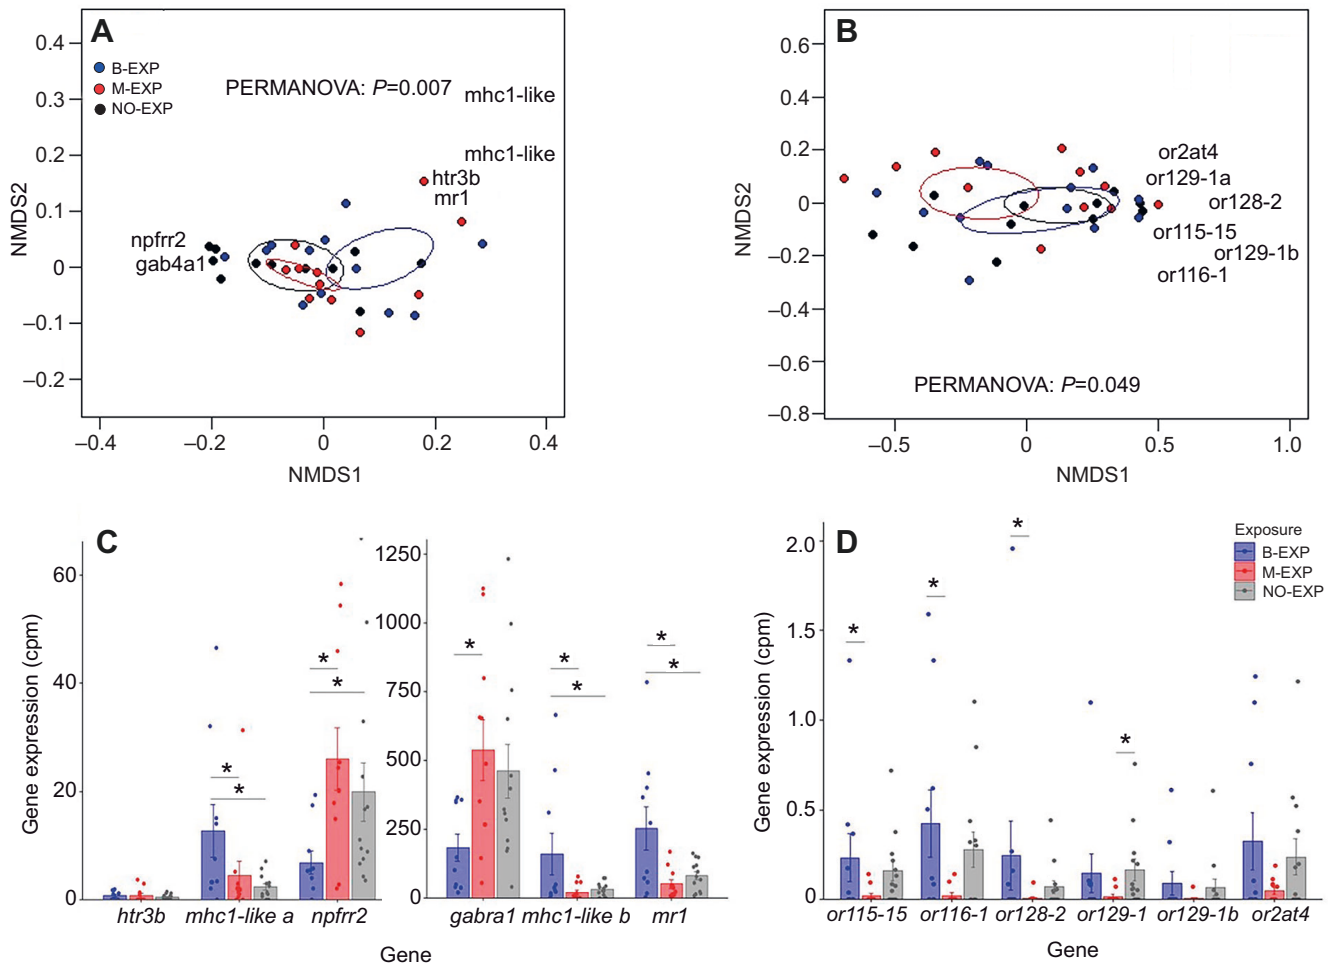 A
B-EXP
M-EXP
NO-EXP
PERMANOVA: P=0.007
mhc1-like
mhc1-like
htr3b
mr1
npfrr2
gab4a1
0.4
0.3
0.2
0.1
0
–0.1
–0.2
NMDS2
–0.4
–0.2
0
0.2
0.4
NMDS1
B
or2at4
or129-1a
or128-2
or115-15
or129-1b
or116-1
PERMANOVA: P=0.049
0.6
0.4
0.2
0
–0.2
–0.4
–0.6
–0.8
NMDS2
–0.5
0
0.5
1.0
NMDS1
C
60
40
20
0
Gene expression (cpm)
* * * *
htr3b mhc1-like a npfrr2
1250
1000
750
500
250
0
* * * * *
gabra1 mhc1-like b mr1
Gene
D
Exposure
B-EXP
M-EXP
NO-EXP
2.0
1.5
1.0
0.5
0
Gene expression (cpm)
* * * *
or115-15 or116-1 or128-2 or129-1 or129-1b or2at4
Gene